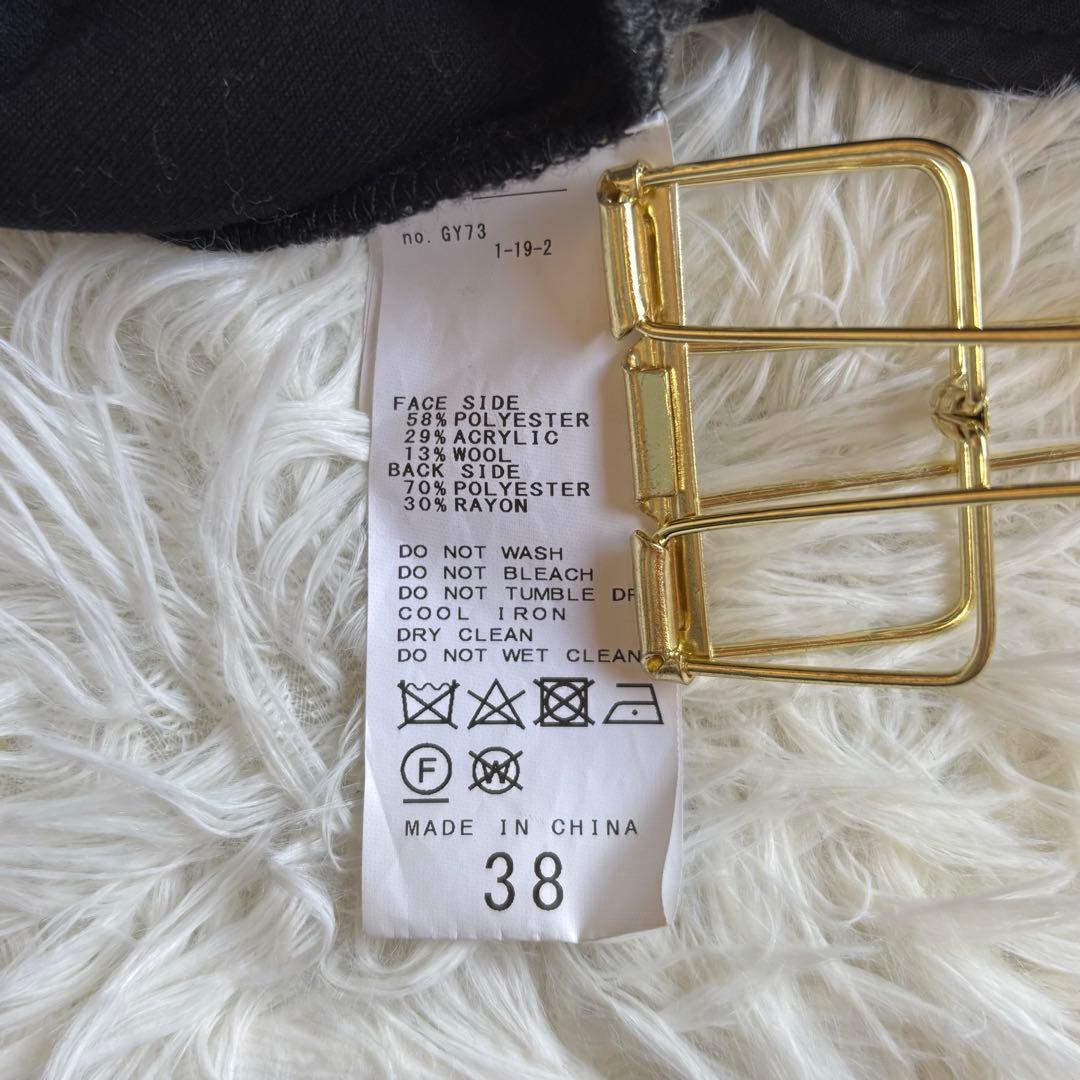 no. GY73
1-19-2
FACE SIDE
58% POLYESTER
29% ACRYLIC
13% WOOL
BACK SIDE
70% POLYESTER
30% RAYON
DO NOT WASH
DO NOT BLEACH
DO NOT TUMBLE
COOL IRON
DRY CLEAN
DO NOT WET CLEAN
F W
MADE IN CHINA
38